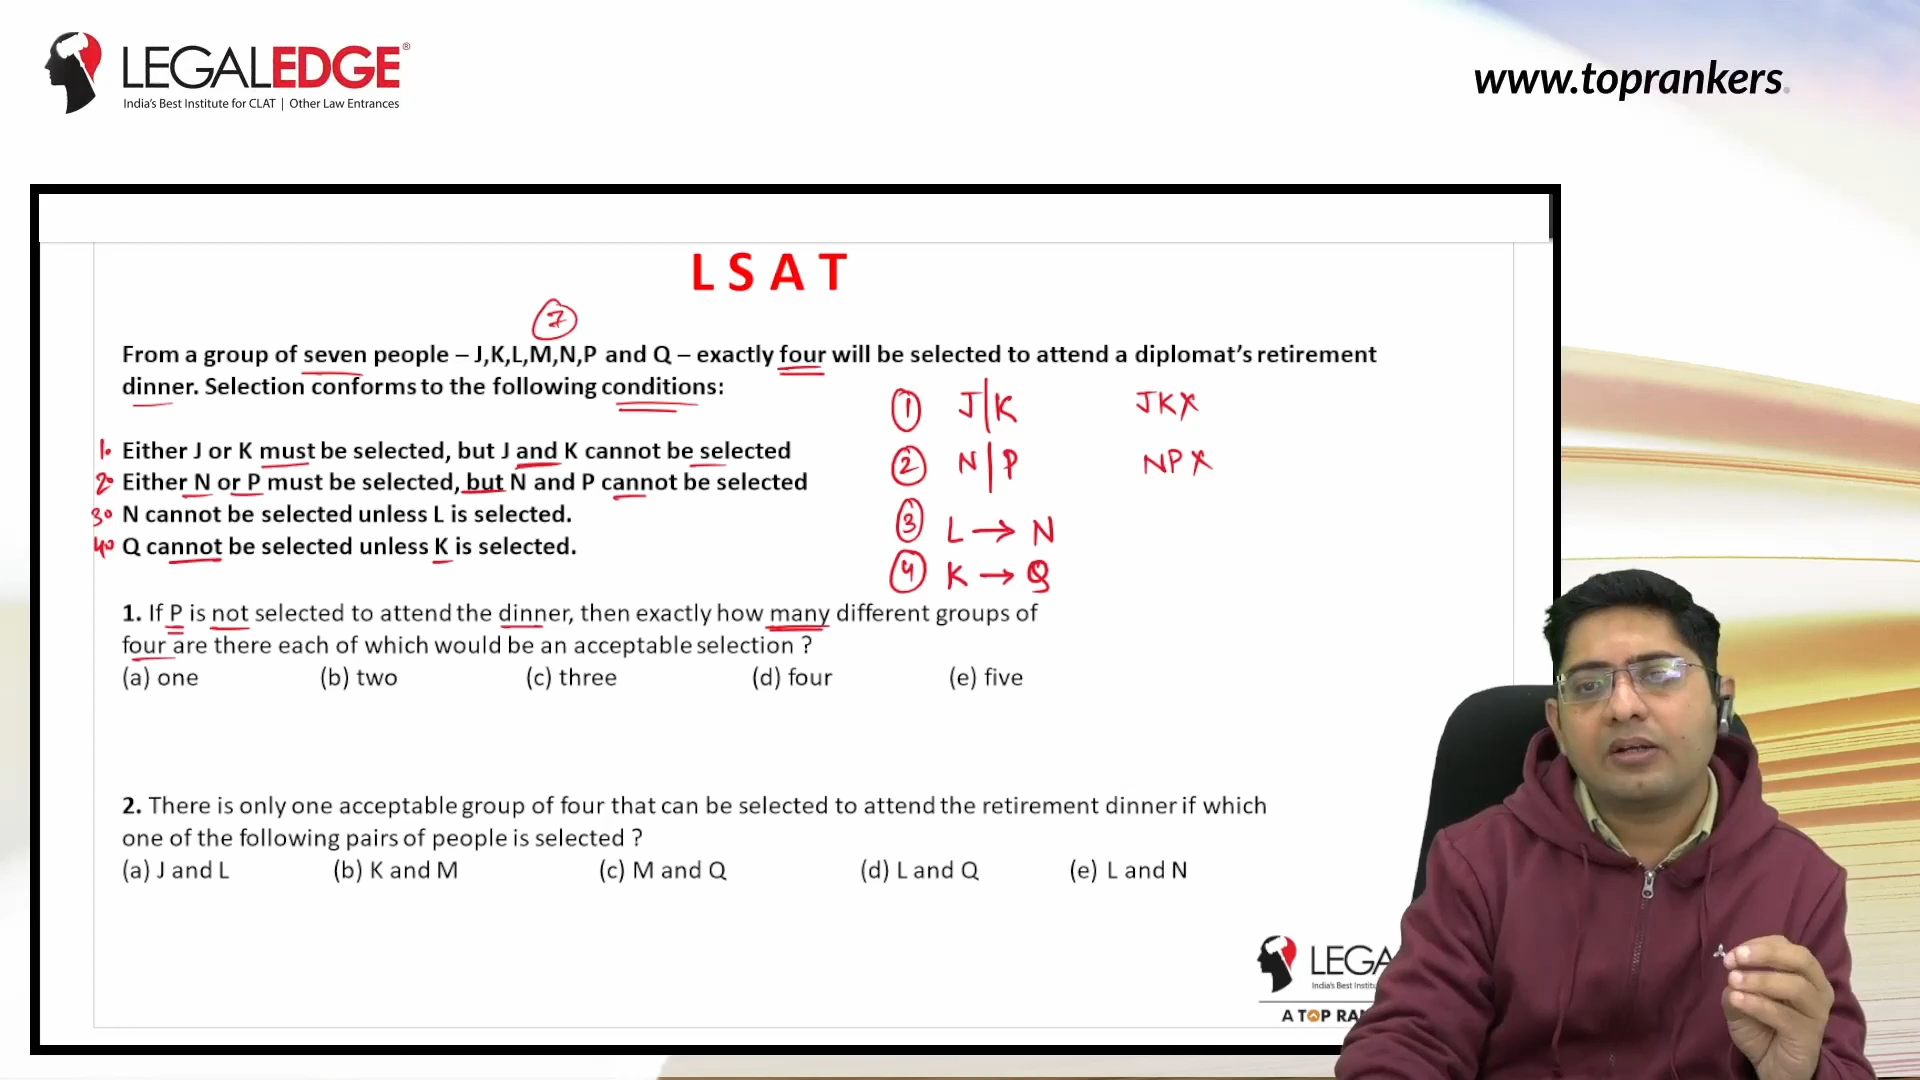 LEGALEDGE®
India's Best Institute for CLAT | Other Law Entrances
www.toprankers.
LSAT
7
From a group of seven people – J,K,L,M,N,P and Q – exactly four will be selected to attend a diplomat's retirement
dinner. Selection conforms to the following conditions:
1 J|K JKX
1. Either J or K must be selected, but J and K cannot be selected
2 N|P NPX
2. Either N or P must be selected, but N and P cannot be selected
3. N cannot be selected unless L is selected.
3 L → N
4. Q cannot be selected unless K is selected.
4 K → Q
1. If P is not selected to attend the dinner, then exactly how many different groups of
four are there each of which would be an acceptable selection ?
(a) one (b) two (c) three (d) four (e) five
2. There is only one acceptable group of four that can be selected to attend the retirement dinner if which
one of the following pairs of people is selected ?
(a) J and L (b) K and M (c) M and Q (d) L and Q (e) L and N
LEGA
India's Best Institu
A TOP RA